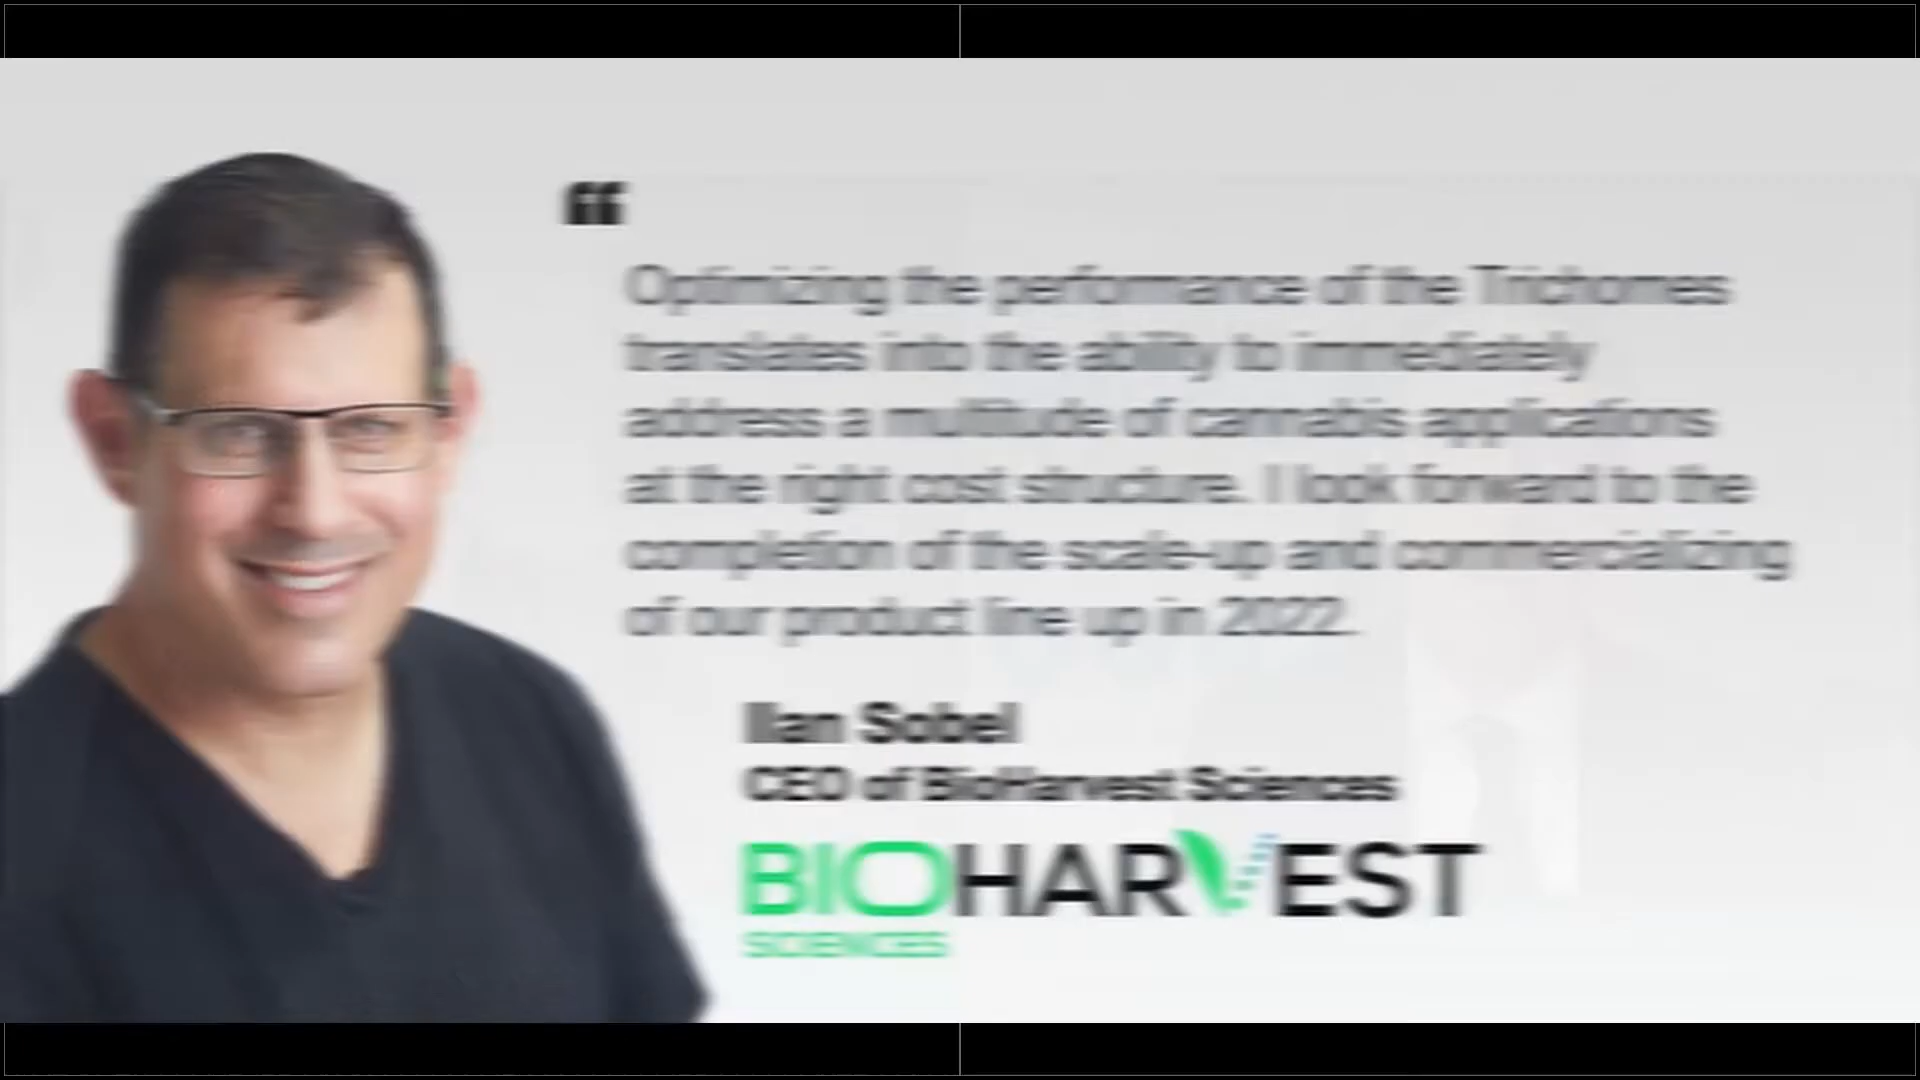 “
Optimizing the performance of the Trichomes
translates into the ability to immediately
address a multitude of cannabis applications
at the right cost structure. I look forward to the
completion of the scale-up and commercializing
of our product line up in 2022.
Ilan Sobel
CEO of BioHarvest Sciences
BIOHARVEST
SCIENCES